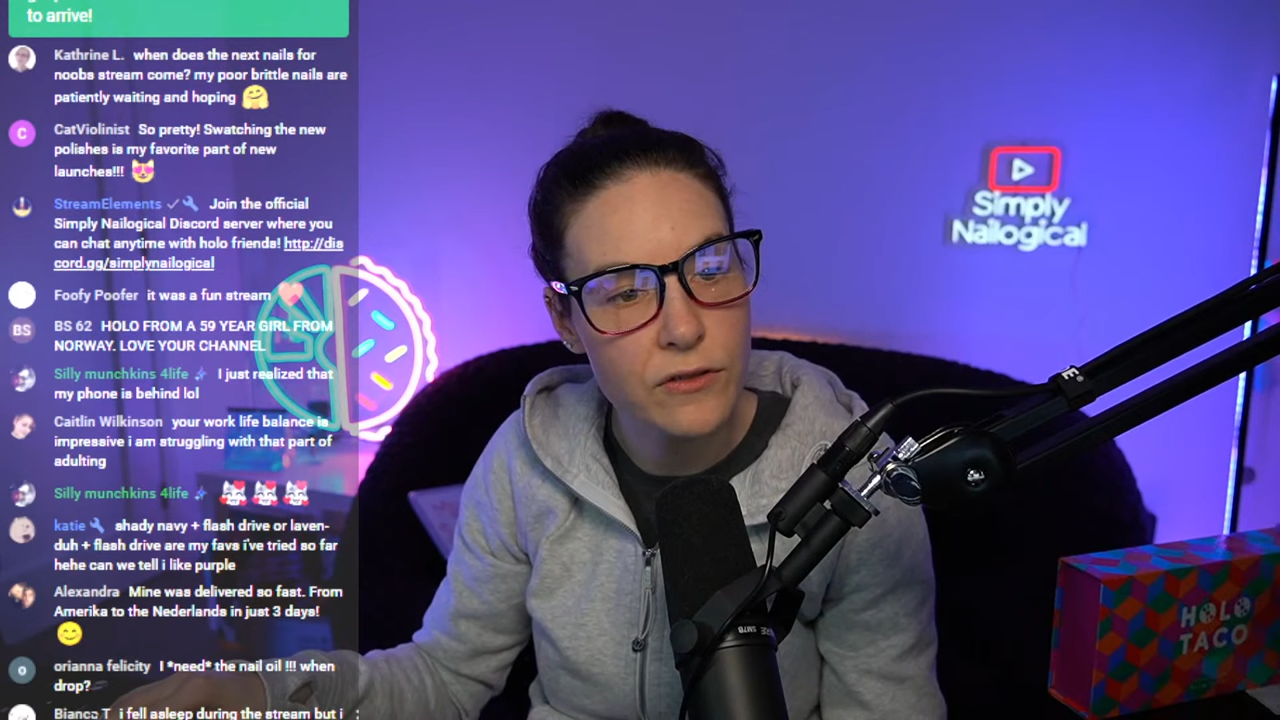 to arrive!
Kathrine L. when does the next nails for
noobs stream come? my poor brittle nails are
patiently waiting and hoping
C
CatViolinist So pretty! Swatching the new
polishes is my favorite part of new
launches!!!
StreamElements Join the official
Simply Nailogical Discord server where you
can chat anytime with holo friends! http://dis
cord.gg/simplynailogical
Foofy Poofer it was a fun stream
BS
BS 62 HOLO FROM A 59 YEAR GIRL FROM
NORWAY. LOVE YOUR CHANNEL
Silly munchkins 4life I just realized that
my phone is behind lol
Caitlin Wilkinson your work life balance is
impressive i am struggling with that part of
adulting
Silly munchkins 4life
katie shady navy + flash drive or laven-
duh + flash drive are my favs i've tried so far
hehe can we tell i like purple
Alexandra Mine was delivered so fast. From
Amerika to the Nederlands in just 3 days!
o
orianna felicity I *need* the nail oil !!! when
drop?
Bianca T i fell asleep during the stream but i
Simply
Nailogical
HOLO
TACO
SM7B